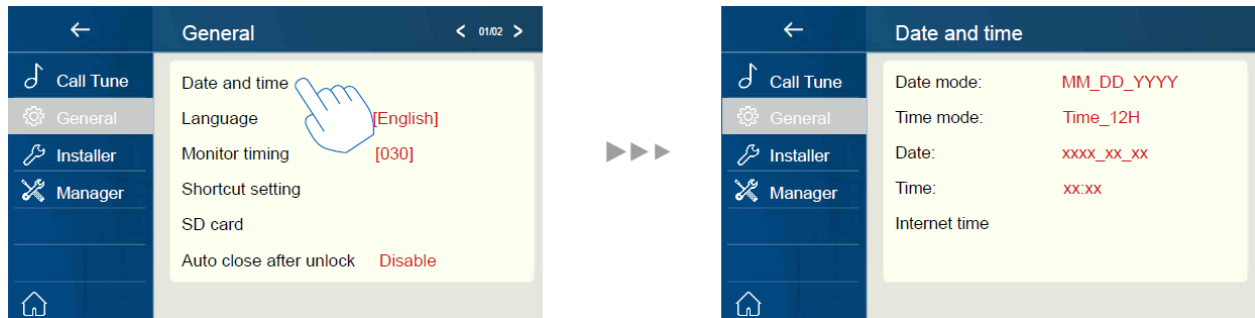 General
< 01/02 >
Call Tune
General
Installer
Manager
Date and time
Language [English]
Monitor timing [030]
Shortcut setting
SD card
Auto close after unlock Disable
Date and time
Call Tune
General
Installer
Manager
Date mode: MM_DD_YYYY
Time mode: Time_12H
Date: xxxx_xx_xx
Time: xx:xx
Internet time